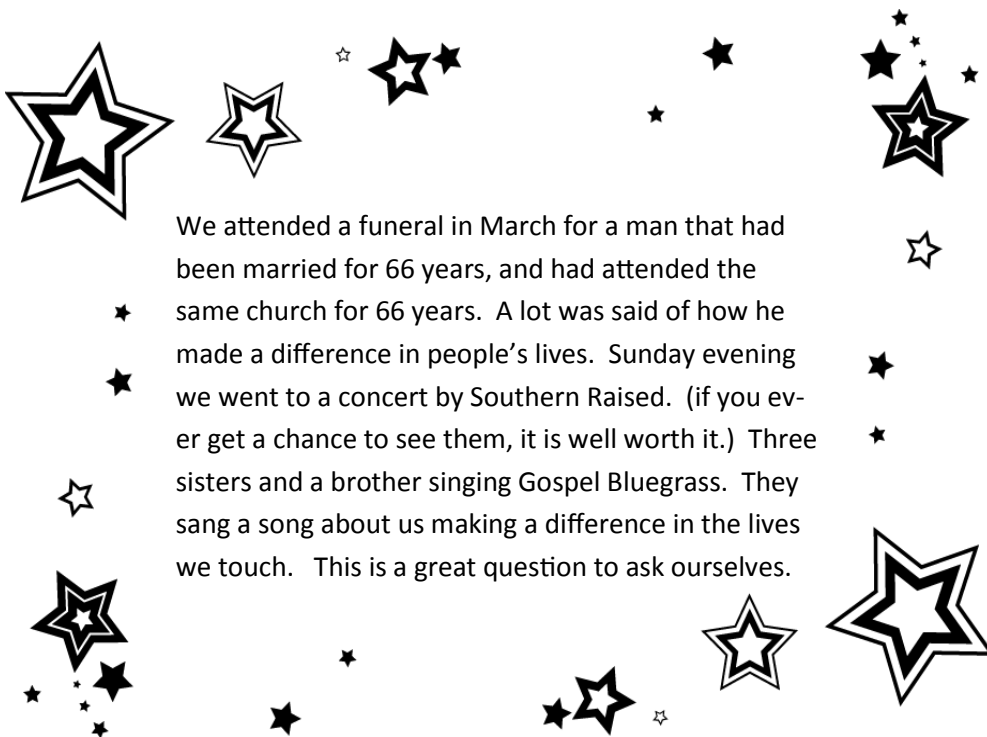 We attended a funeral in March for a man that had
been married for 66 years, and had attended the
same church for 66 years.  A lot was said of how he
made a difference in people’s lives.  Sunday evening
we went to a concert by Southern Raised.  (if you ev-
er get a chance to see them, it is well worth it.)  Three
sisters and a brother singing Gospel Bluegrass.  They
sang a song about us making a difference in the lives
we touch.   This is a great question to ask ourselves.